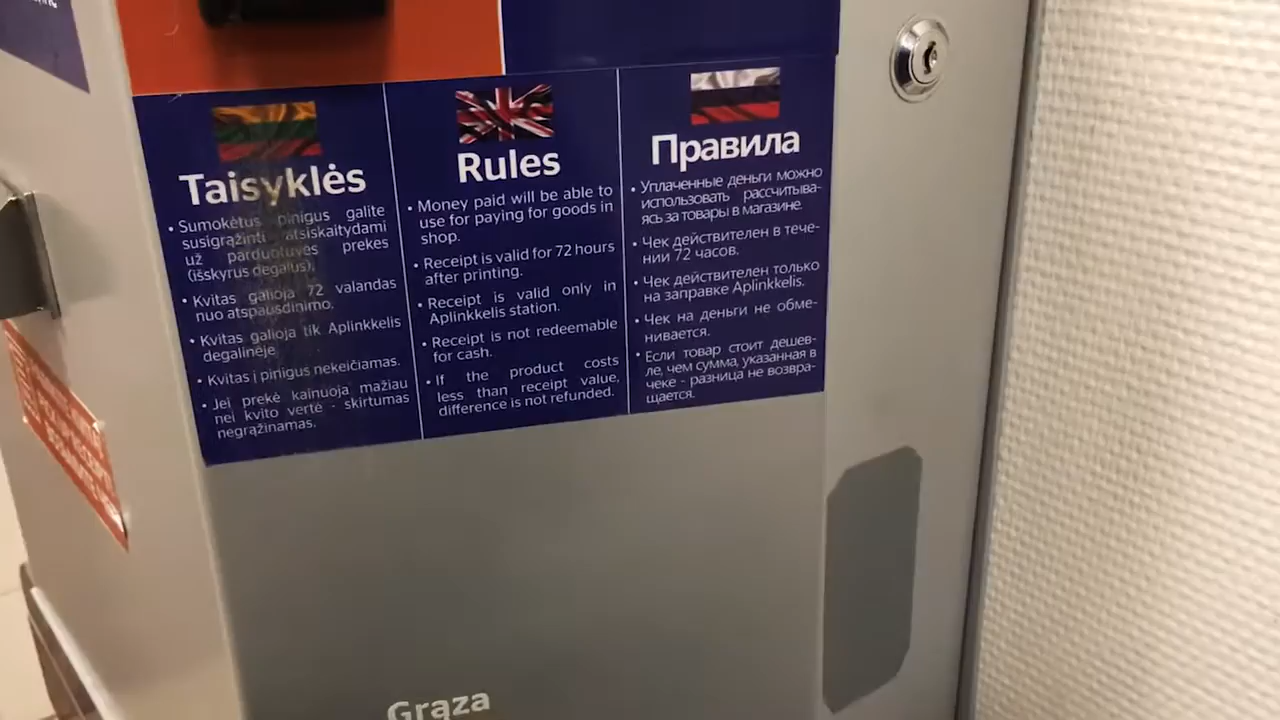 Taisyklės
• Sumokėtus pinigus galite
susigrąžinti atsiskaitydami
už parduotuvės prekes
(išskyrus degalus).
• Kvitas galioja 72 valandas
nuo atspausdinimo.
• Kvitas galioja tik Aplinkkelis
degalinėje
• Kvitas į pinigus nekeičiamas.
• Jei prekė kainuoja mažiau
nei kvito vertė - skirtumas
negrąžinamas.
Rules
• Money paid will be able to
use for paying for goods in
shop.
• Receipt is valid for 72 hours
after printing.
• Receipt is valid only in
Aplinkkelis station.
• Receipt is not redeemable
for cash.
• If the product costs
less than receipt value,
difference is not refunded.
Правила
• Уплаченные деньги можно
использовать рассчитыва-
ясь за товары в магазине.
• Чек действителен в тече-
нии 72 часов.
• Чек действителен только
на заправке Aplinkkelis.
• Чек на деньги не обме-
нивается.
• Если товар стоит дешев-
ле, чем сумма, указанная в
чеке - разница не возвра-
щается.
Grąža